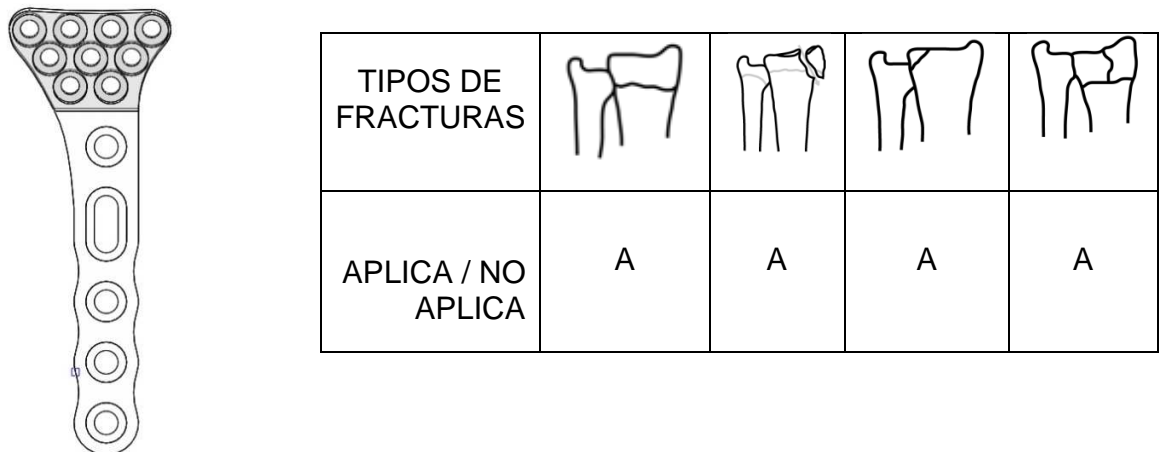 TIPOS DE
FRACTURAS
APLICA / NO
APLICA
A
A
A
A